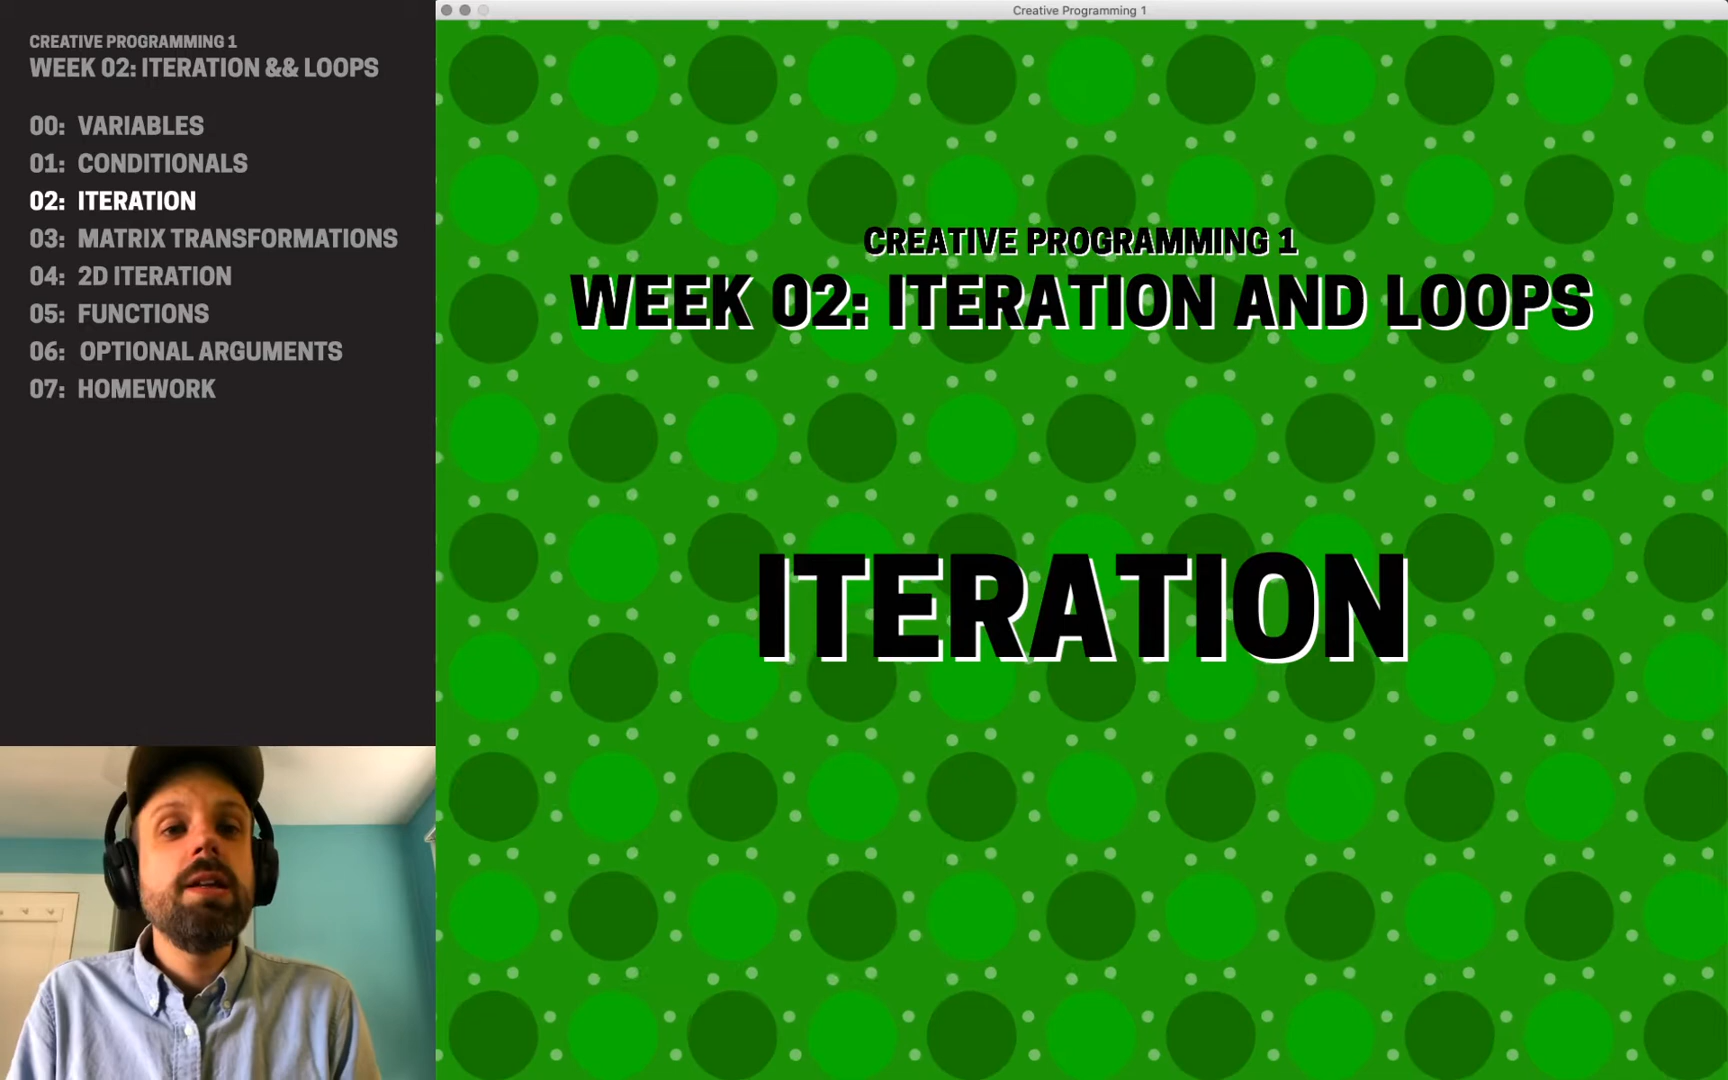 CREATIVE PROGRAMMING 1
WEEK 02: ITERATION && LOOPS
00: VARIABLES
01: CONDITIONALS
02: ITERATION
03: MATRIX TRANSFORMATIONS
04: 2D ITERATION
05: FUNCTIONS
06: OPTIONAL ARGUMENTS
07: HOMEWORK
Creative Programming 1
CREATIVE PROGRAMMING 1
WEEK 02: ITERATION AND LOOPS
ITERATION